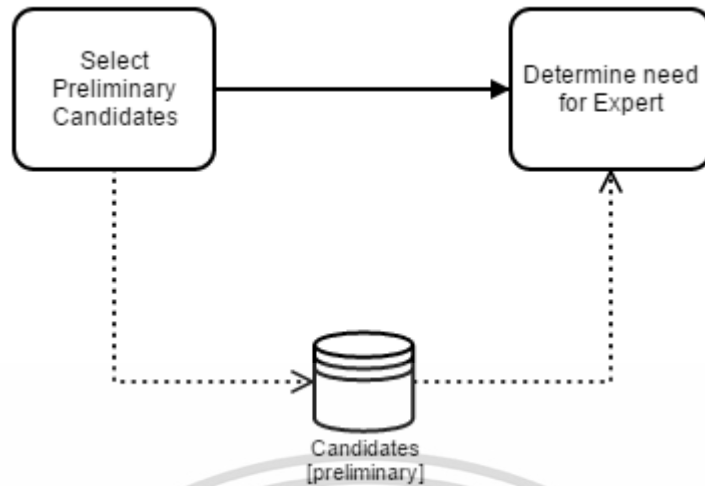 Select
Preliminary
Candidates
Determine need
for Expert
Candidates
[preliminary]